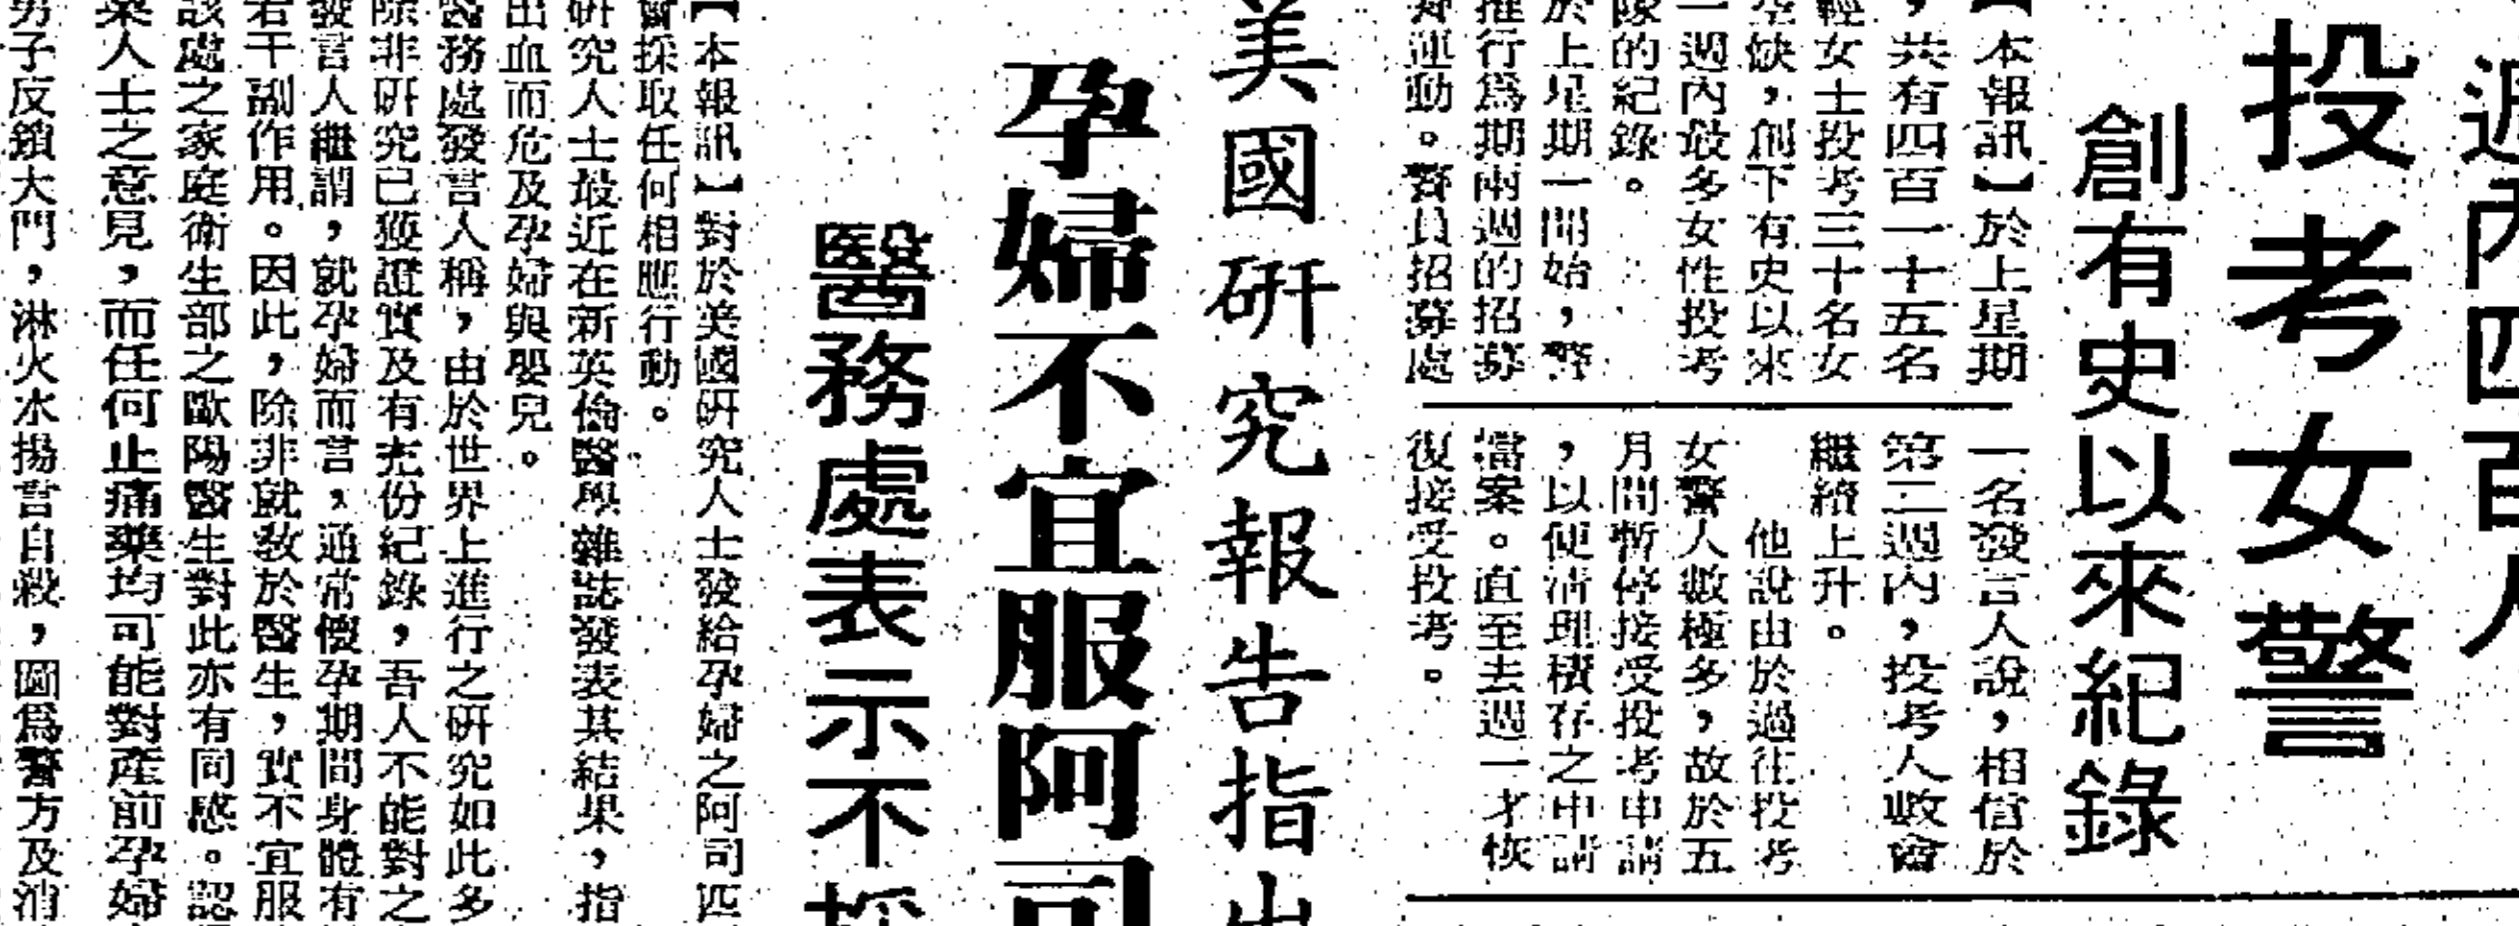 週內四百人
投考女警
創有史以來紀錄
【本報訊】於上星期
，共有四百一十五名
輕女士投考三十名女
空缺，創下有史以來
一週內最多女性投考
隊的紀錄。
於上星期一開始，警
推行爲期兩週的招募
募運動。警員招募處
一名發言人說，相信於
第二週內，投考人數會
繼續上升。
他說由於過往投考
女警人數極多，故於五
月間暫停接受投考申請
，以便清理積存之申請
檔案。直至去週一才恢
復接受投考。
美國研究報告指出
孕婦不宜服阿司
醫務處表示不採
【本報訊】對於美國研究人士發給孕婦之阿司匹
會採取任何相應行動。
研究人士最近在新英倫醫學雜誌發表其結果，指
出血而危及孕婦與嬰兒。
醫務處發言人稱，由於世界上進行之研究如此多
除非研究已獲證實及有充份紀錄，吾人不能對之
發言人繼謂，就孕婦而言，通常懷孕期間身體有
若干副作用。因此，除非就教於醫生，實不宜服
該處之家庭衛生部之歐陽醫生對此亦有同感。認
業人士之意見，而任何止痛藥均可能對產前孕婦
男子反鎖大門，淋火水揚言自殺，圖爲警方及消